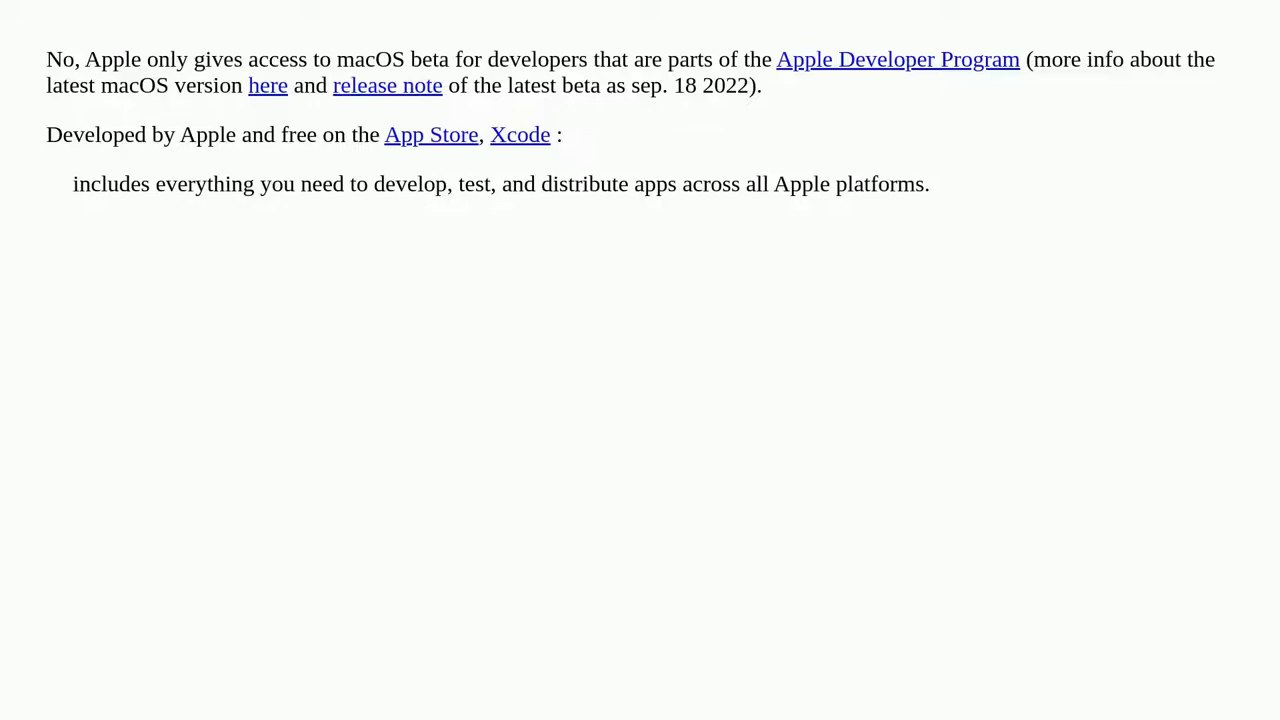 No, Apple only gives access to macOS beta for developers that are parts of the Apple Developer Program (more info about the
latest macOS version here and release note of the latest beta as sep. 18 2022).
Developed by Apple and free on the App Store, Xcode :
includes everything you need to develop, test, and distribute apps across all Apple platforms.